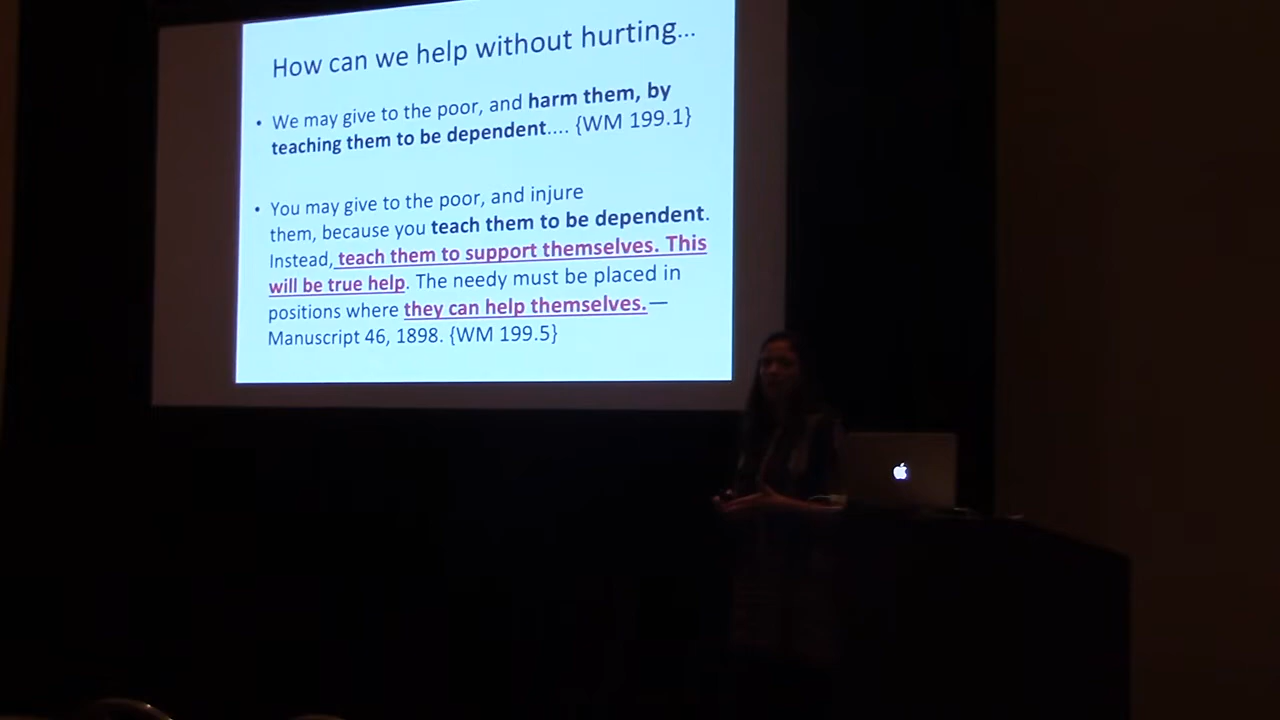 How can we help without hurting...
• We may give to the poor, and harm them, by
teaching them to be dependent.... {WM 199.1}
• You may give to the poor, and injure
them, because you teach them to be dependent.
Instead, teach them to support themselves. This
will be true help. The needy must be placed in
positions where they can help themselves.—
Manuscript 46, 1898. {WM 199.5}